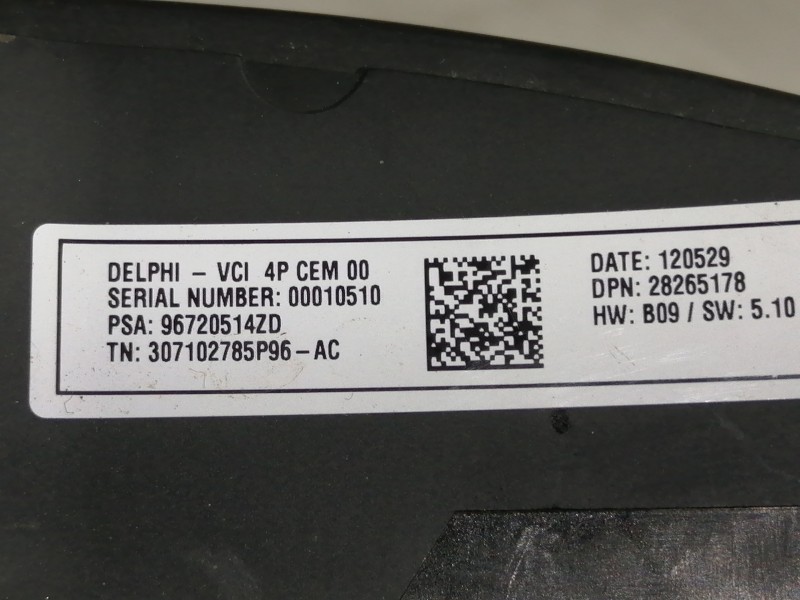 DELPHI - VCI 4P CEM 00
SERIAL NUMBER: 00010510
PSA: 96720514ZD
TN: 307102785P96-AC
DATE: 120529
DPN: 28265178
HW: B09 / SW: 5.10